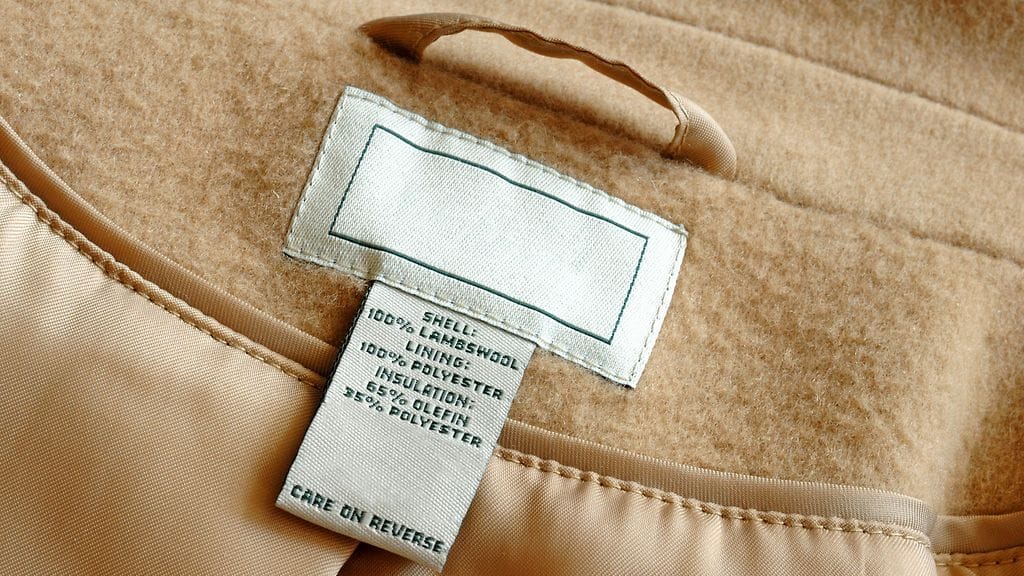 SHELL:
100% LAMBSWOOL
LINING:
100% POLYESTER
INSULATION:
65% OLEFIN
35% POLYESTER
CARE ON REVERSE